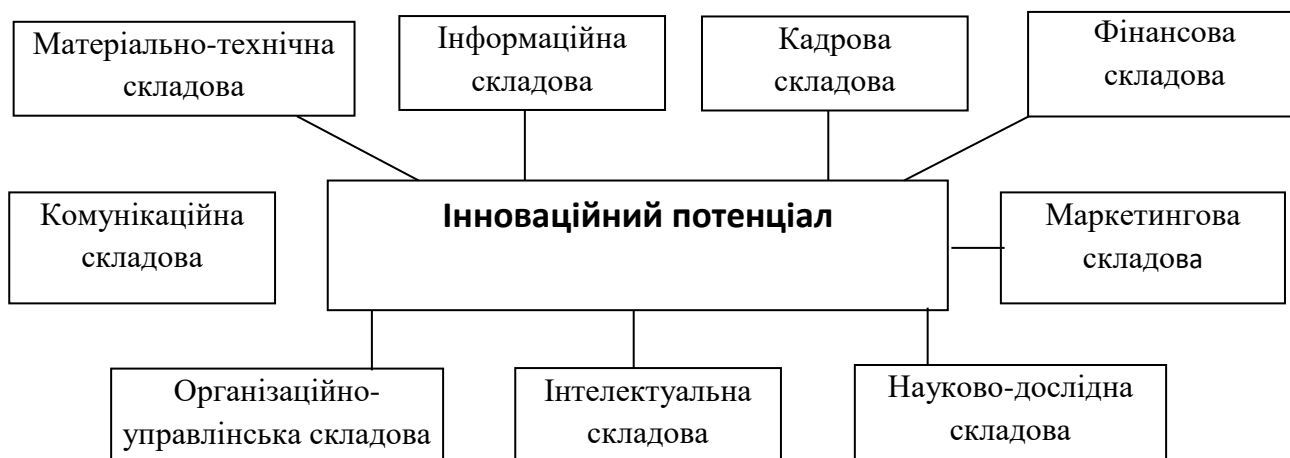 Матеріально-технічна
складова
Інформаційна
складова
Кадрова
складова
Фінансова
складова
Комунікаційна
складова
Інноваційний потенціал
Маркетингова
складова
Організаційно-
управлінська складова
Інтелектуальна
складова
Науково-дослідна
складова